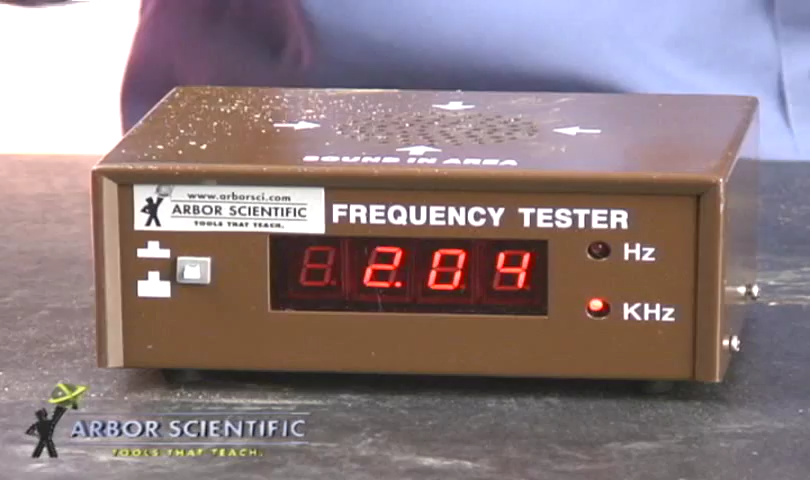 SOUND IN AREA
www.arborsci.com
ARBOR SCIENTIFIC
TOOLS THAT TEACH.
FREQUENCY TESTER
2.04
Hz
KHz
ARBOR SCIENTIFIC
TOOLS THAT TEACH.